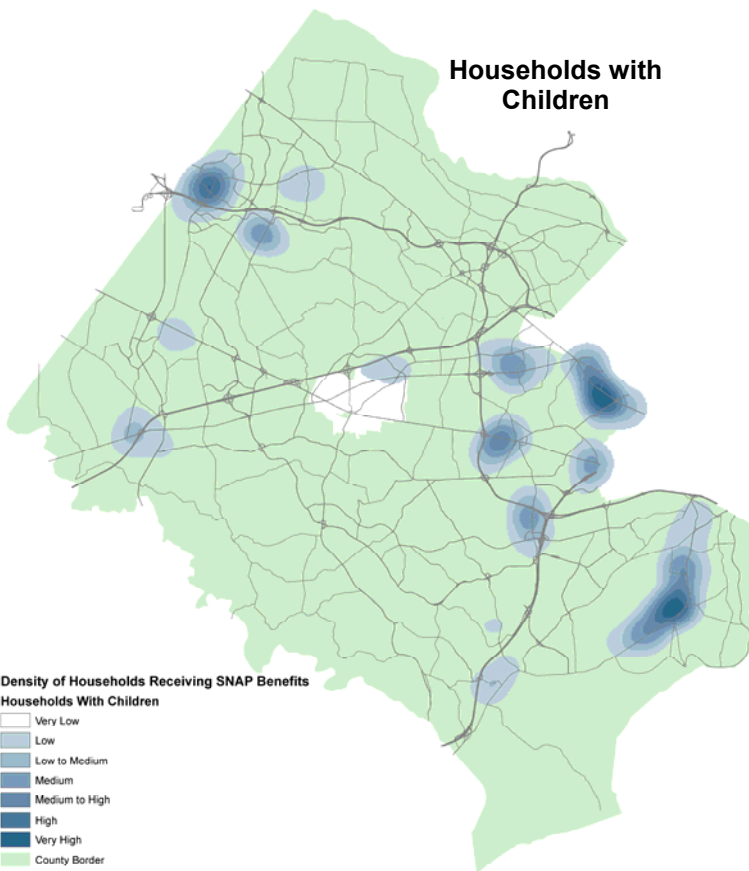 Households with
Children
Density of Households Receiving SNAP Benefits
Households With Children
Very Low
Low
Low to Medium
Medium
Medium to High
High
Very High
County Border